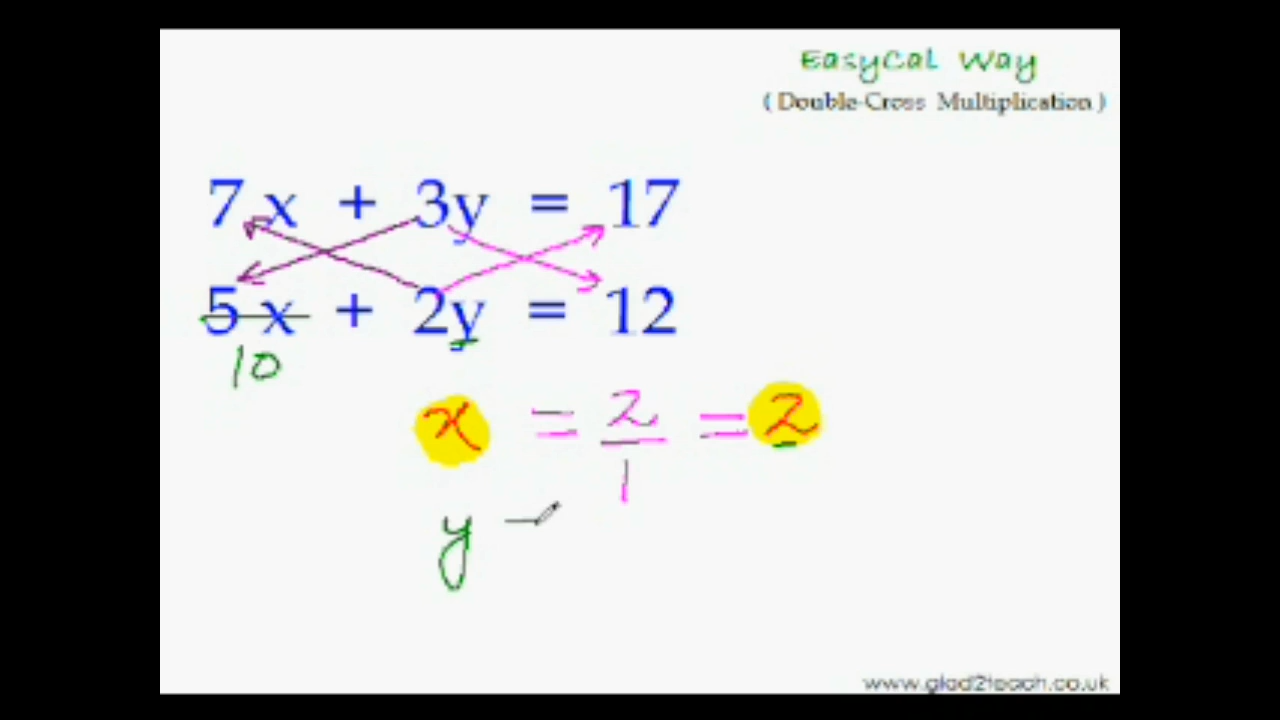 EasyCal Way
( Double-Cross Multiplication )
7x + 3y = 17
5x + 2y = 12
10
x = 2/1 = 2
y -
www.glad2teach.co.uk